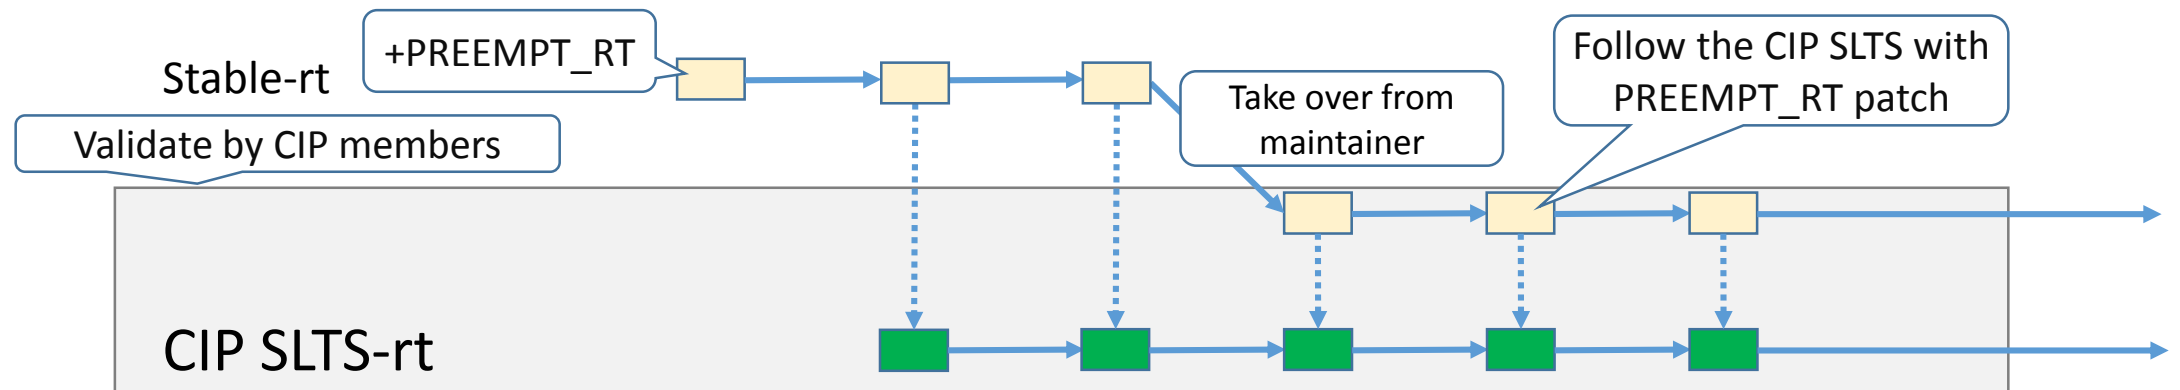 Stable-rt
+PREEMPT_RT
Take over from
maintainer
Follow the CIP SLTS with
PREEMPT_RT patch
Validate by CIP members
CIP SLTS-rt